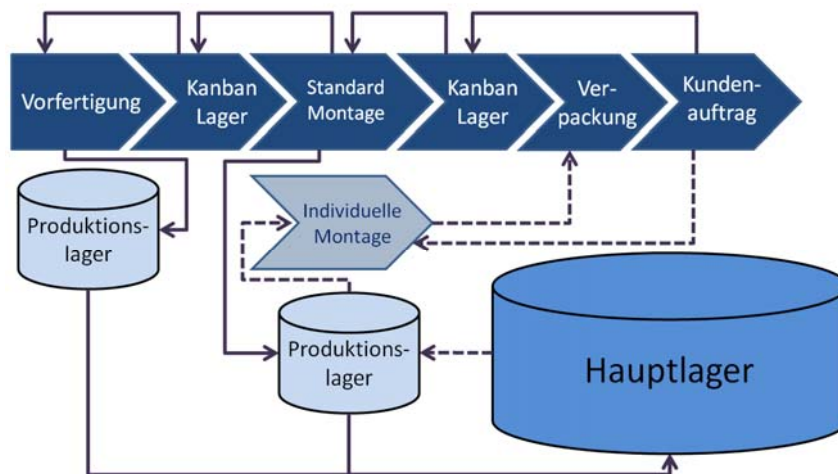 Vorfertigung
Kanban
Lager
Standard
Montage
Kanban
Lager
Ver-
packung
Kunden-
auftrag
Produktions-
lager
Individuelle
Montage
Produktions-
lager
Hauptlager